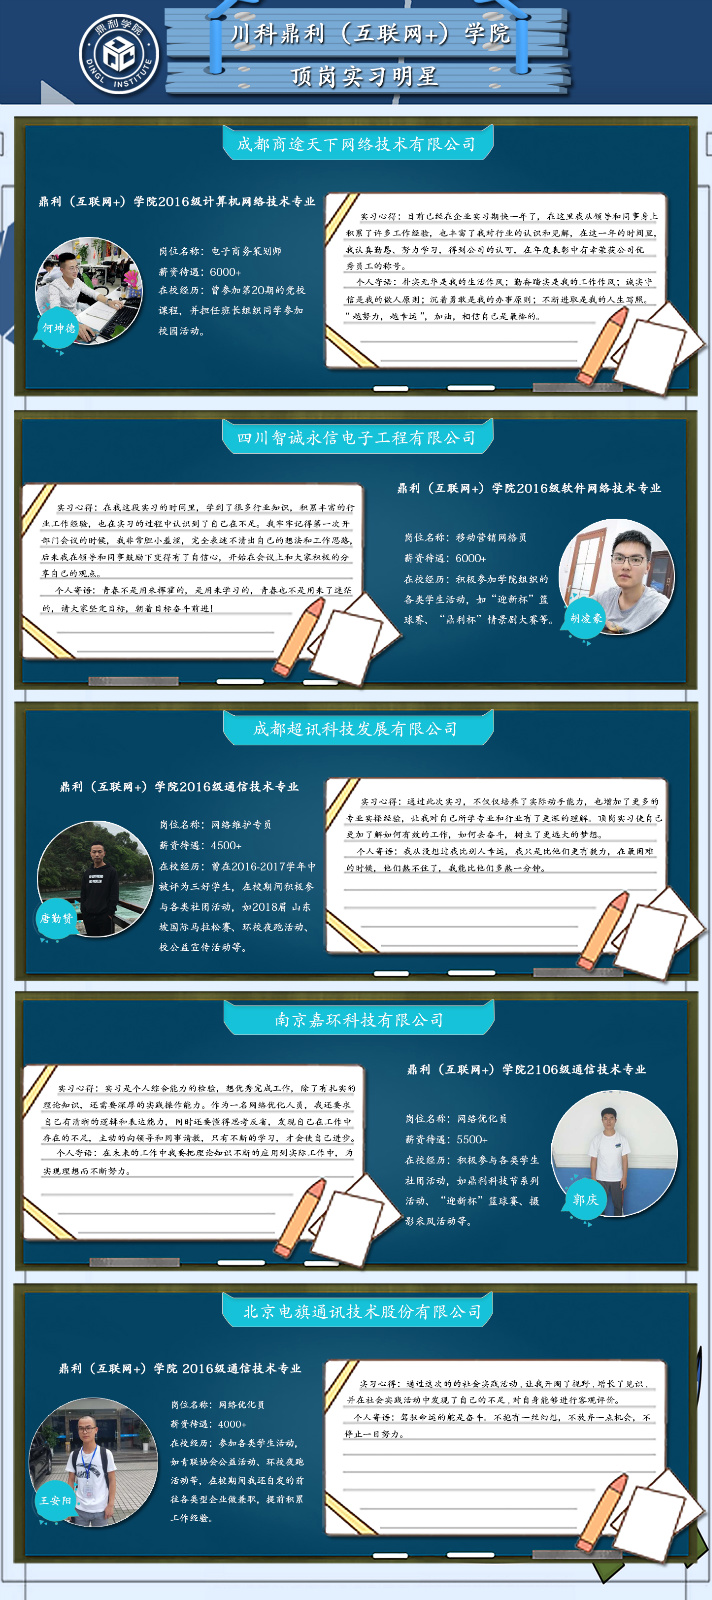 鼎利学院
DINGLI INSTITUTE
川科鼎利（互联网+）学院
顶岗实习明星
成都商途天下网络技术有限公司
鼎利（互联网+）学院2016级计算机网络技术专业
岗位名称：电子商务策划师
薪资待遇：6000+
在校经历：曾参加第20期的党校
课程，并担任班长组织同学参加
校园活动。
何坤德
实习心得：目前已经在企业实习期快一年了，在这里我从领导和同事身上
积累了许多工作经验，也丰富了我对行业的认识和见解，在这一年的时间里，
我认真勤恳、努力学习，得到公司的认可，在年度表彰中有幸荣获公司优
秀员工的称号。
个人寄语：朴实无华是我的生活作风；勤奋踏实是我的工作作风；诚实守
信是我的做人原则；沉着勇敢是我的办事原则；不断进取是我的人生写照。
“越努力，越幸运”，加油，相信自己是最棒的。
四川智诚永信电子工程有限公司
实习心得：在我这段实习的时间里，学到了很多行业知识，积累丰富的行
业工作经验，也在实习的过程中认识到了自己在不足。我牢牢记得第一次开
部门会议的时候，我非常胆小羞涩，完全表达不清出自己的想法和工作思路，
后来我在领导和同事鼓励下变得有了自信心，开始在会议上和大家积极的分
享自己的观点。
个人寄语：青春不是用来挥霍的，是用来学习的，青春也不是用来了迷茫
的，请大家坚定目标，朝着目标奋斗前进！
鼎利（互联网+）学院2016级软件网络技术专业
岗位名称：移动营销网格员
薪资待遇：6000+
在校经历：积极参加学院组织的
各类学生活动，如“迎新杯”篮
球赛、“鼎利杯”情景剧大赛等。
胡凌豪
成都超讯科技发展有限公司
鼎利（互联网+）学院2016级通信技术专业
岗位名称：网络维护专员
薪资待遇：4500+
在校经历：曾在2016-2017学年中
被评为三好学生，在校期间积极参
与各类社团活动，如2018眉 山东
坡国际马拉松赛、环校夜跑活动、
校公益宣传活动等。
唐勤赟
实习心得：通过此次实习，不仅仅培养了实际动手能力，也增加了更多的
专业实操经验，让我对自己所学专业和行业有了更深的理解。顶岗实习使自己
更加了解如何有效的工作，如何去奋斗，树立了更远大的梦想。
个人寄语：我从没想过我比别人幸运，我只是比他们更有毅力，在最困难
的时候，他们熬不住了，我能比他们多熬一分钟。
南京嘉环科技有限公司
实习心得：实习是个人综合能力的检验，想优秀完成工作，除了有扎实的
理论知识，还需要深厚的实践操作能力。作为一名网络优化人员，我还要求
自己有清晰的逻辑和表达能力，同时还要懂得思考反省，发现自己在工作中
存在的不足，主动的向领导和同事请教，只有不断的学习，才会使自己进步。
个人寄语：在未来的工作中我要把理论知识不断的应用到实际工作中，为
实现理想而不断努力。
鼎利（互联网+）学院2106级通信技术专业
岗位名称：网络优化员
薪资待遇：5500+
在校经历：积极参与各类学生
社团活动，如鼎利科技节系列
活动、“迎新杯”篮球赛、摄
影采风活动等。
郭庆
北京电旗通讯技术股份有限公司
鼎利（互联网+）学院 2016级通信技术专业
岗位名称：网络优化员
薪资待遇：4000+
在校经历：参加各类学生活动，
如青联协会公益活动、环校夜跑
活动等，在校期间我还自发的前
往各类型企业做兼职，提前积累
工作经验。
王安阳
实习心得：通过这次的的社会实践活动，让我开阔了视野，增长了见识，
并在社会实践活动中发现了自己的不足，对自身能够进行客观评价。
个人寄语：驾驭命运的舵是奋斗。不抱有一丝幻想，不放弃一点机会，不
停止一日努力。